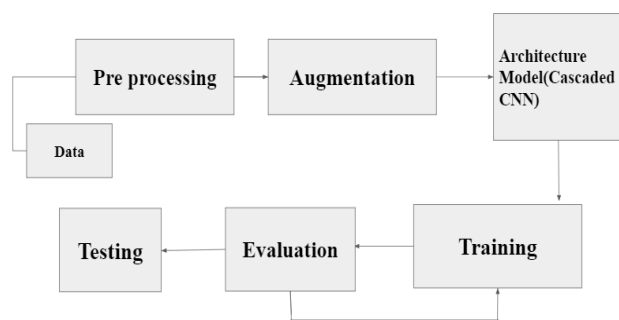 Data
Pre processing
Augmentation
Architecture
Model(Cascaded
CNN)
Training
Evaluation
Testing